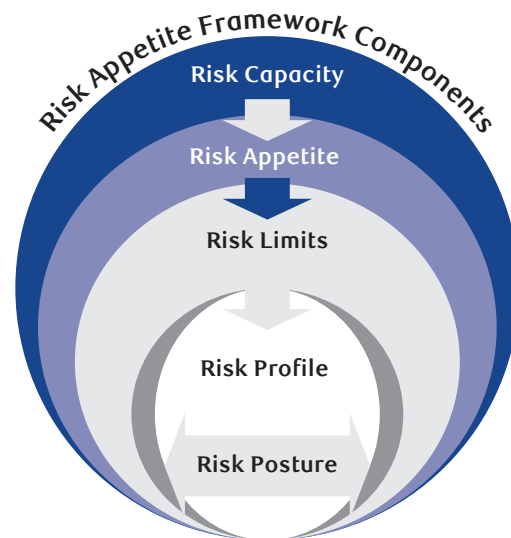 Risk Appetite Framework Components
Risk Capacity
Risk Appetite
Risk Limits
Risk Profile
Risk Posture